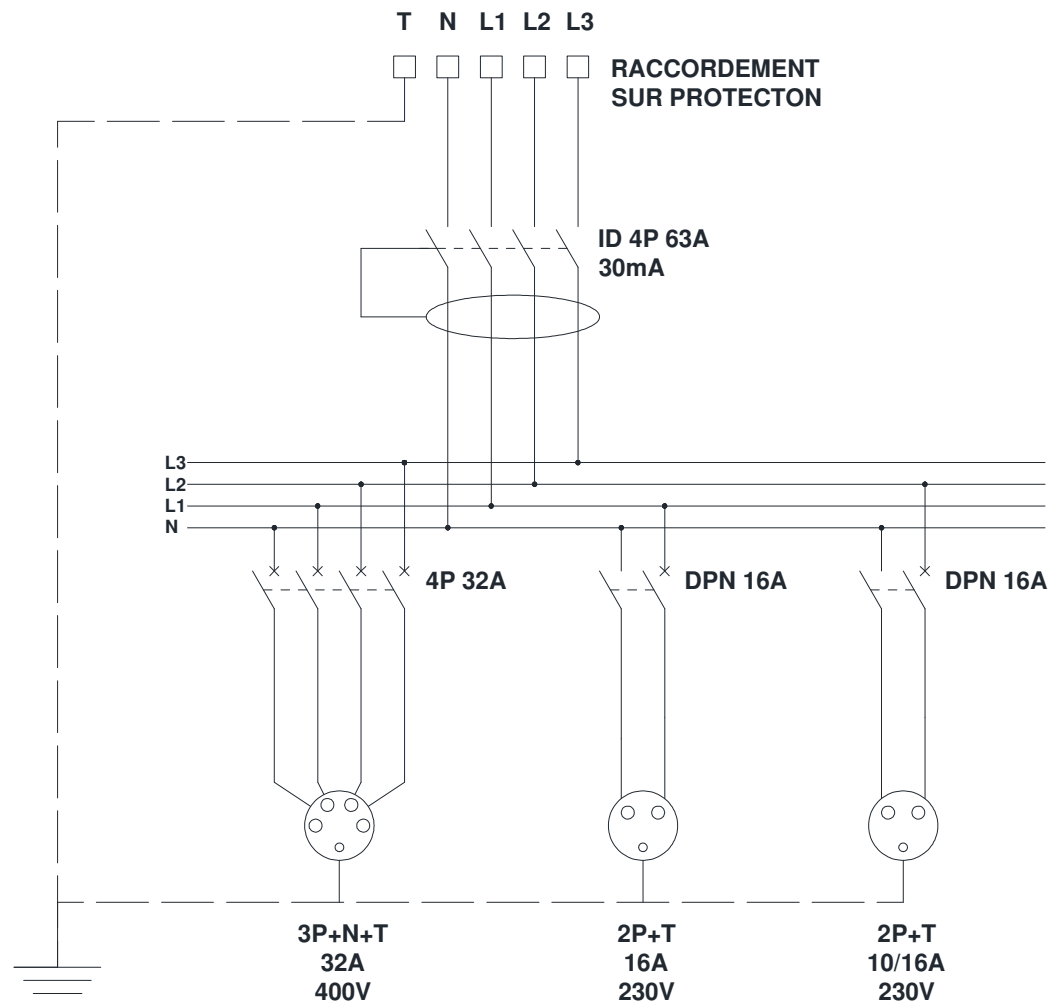 T N L1 L2 L3
RACCORDEMENT
SUR PROTECTON
ID 4P 63A
30mA
L3
L2
L1
N
4P 32A
DPN 16A
DPN 16A
3P+N+T
32A
400V
2P+T
16A
230V
2P+T
10/16A
230V